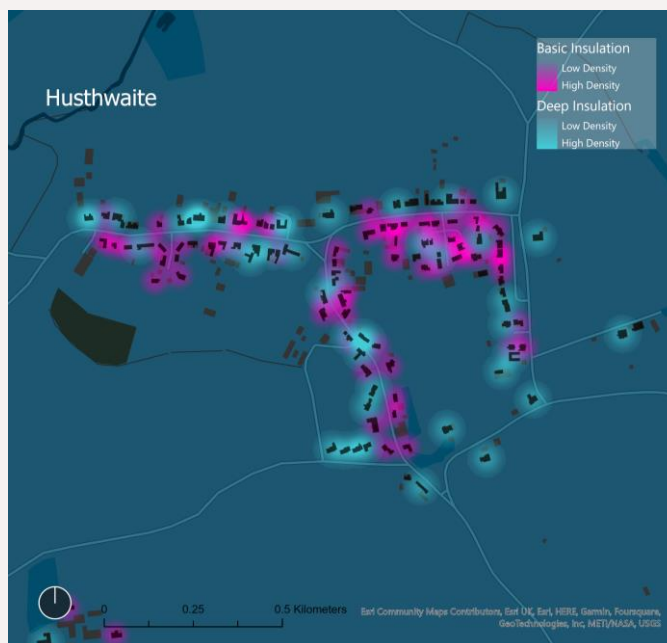 Husthwaite
Basic Insulation
Low Density
High Density
Deep Insulation
Low Density
High Density
0 0.25 0.5 Kilometers
Esri Community Maps Contributors, Esri UK, Esri, HERE, Garmin, Foursquare,
GeoTechnologies, Inc, METI/NASA, USGS